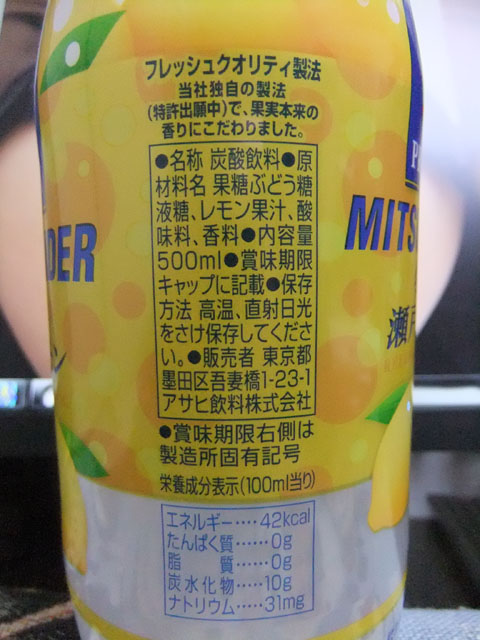 フレッシュクオリティ製法
当社独自の製法
(特許出願中)で、果実本来の
香りにこだわりました。
●名称 炭酸飲料●原
材料名 果糖ぶどう糖
液糖、レモン果汁、酸
味料、香料●内容量
500ml●賞味期限
キャップに記載●保存
方法 高温、直射日光
をさけ保存してくださ
い。●販売者 東京都
墨田区吾妻橋1-23-1
アサヒ飲料株式会社
●賞味期限右側は
製造所固有記号
栄養成分表示(100ml当り)
エネルギー‥‥42kcal
たんぱく質‥‥‥0g
脂　　質‥‥‥0g
炭水化物‥‥10g
ナトリウム‥‥31mg
DER
ン
P
MITS
瀬